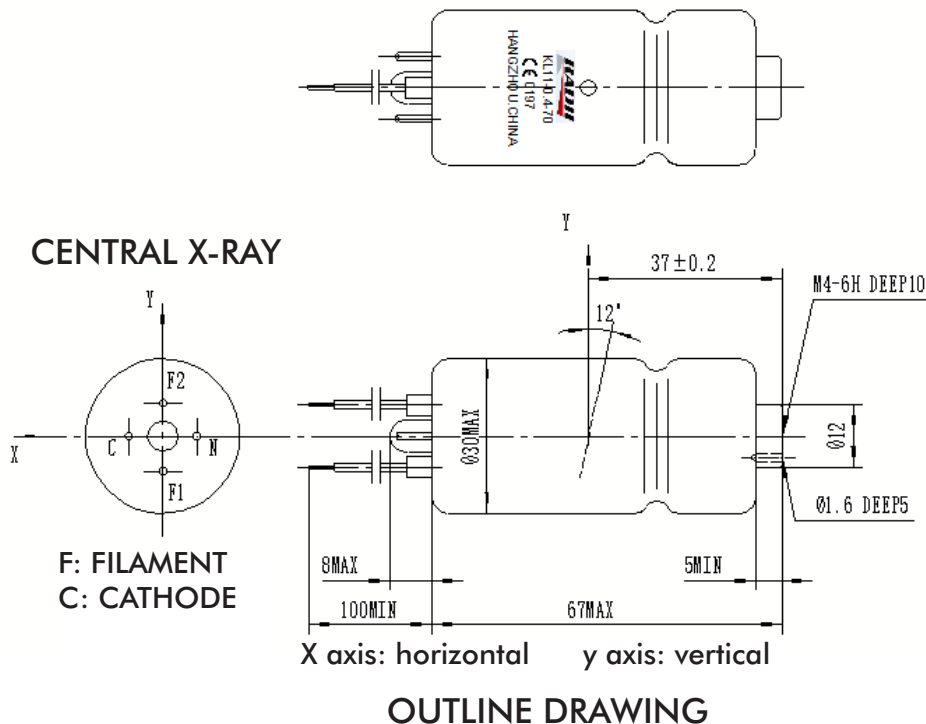 HAIDI
KL11-0.4-70
CE 0197
HANGZHOU.CHINA
CENTRAL X-RAY
Y
37±0.2
M4-6H DEEP10
12°
Y
F2
X
C
N
F1
Ø30MAX
Ø12
Ø1.6 DEEP5
F: FILAMENT
C: CATHODE
8MAX
5MIN
100MIN
67MAX
X axis: horizontal
y axis: vertical
OUTLINE DRAWING